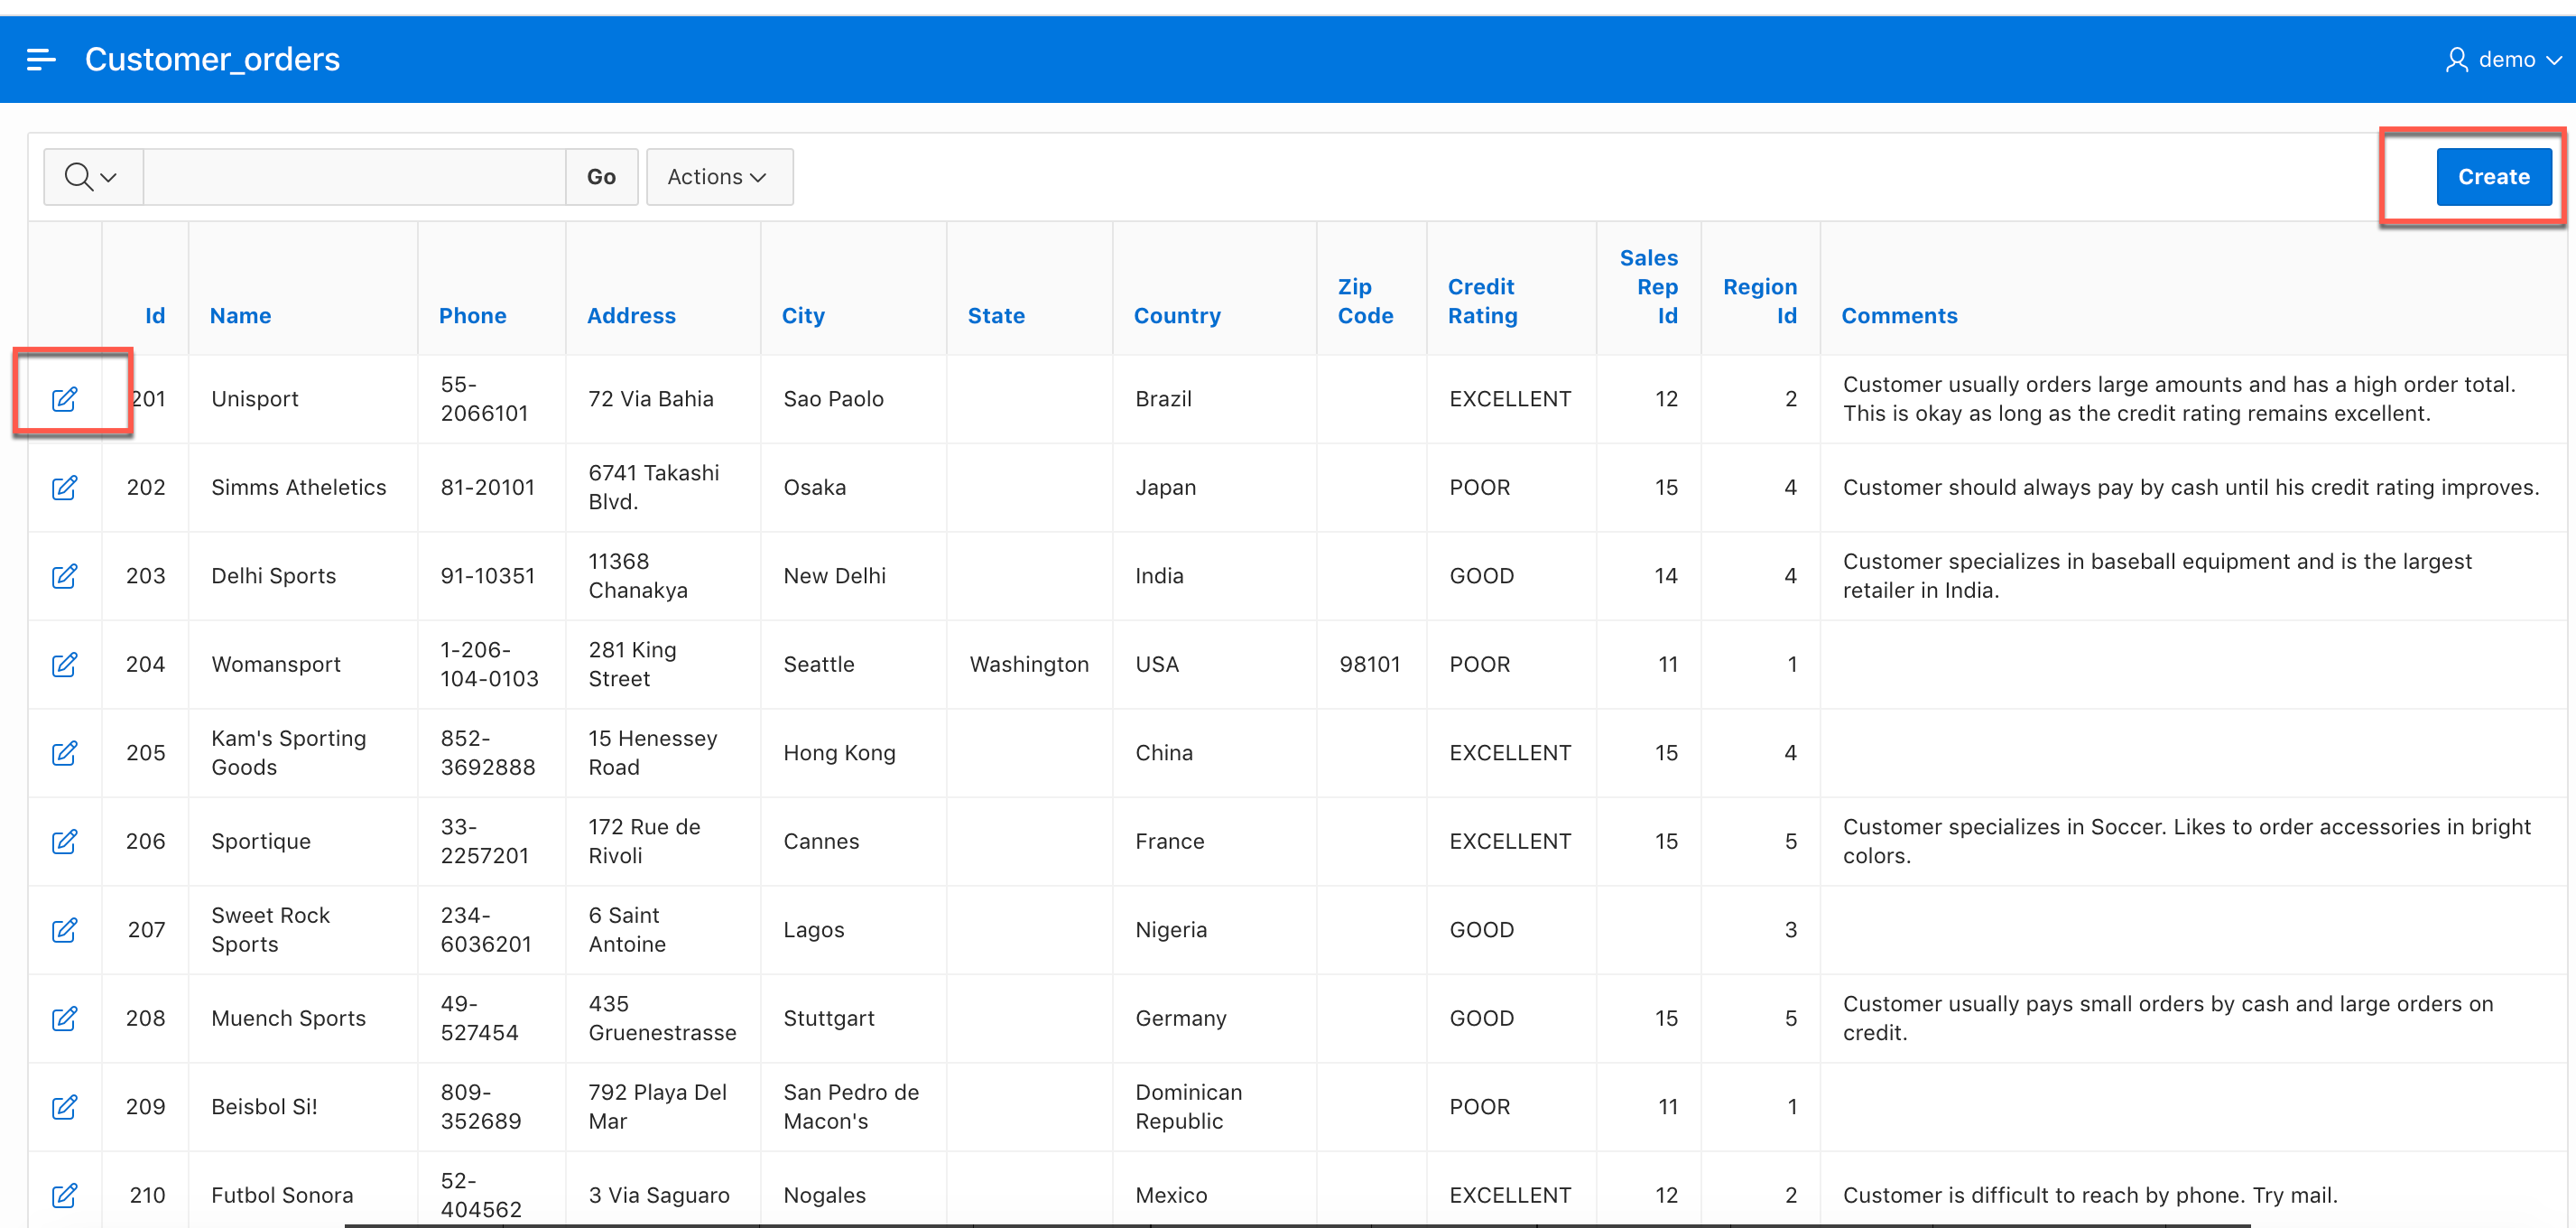 Customer_orders
demo
Go
Actions
Create
Id Name Phone Address City State Country Zip Code Credit Rating Sales Rep Id Region Id Comments
201 Unisport 55-2066101 72 Via Bahia Sao Paolo Brazil EXCELLENT 12 2 Customer usually orders large amounts and has a high order total. This is okay as long as the credit rating remains excellent.
202 Simms Atheletics 81-20101 6741 Takashi Blvd. Osaka Japan POOR 15 4 Customer should always pay by cash until his credit rating improves.
203 Delhi Sports 91-10351 11368 Chanakya New Delhi India GOOD 14 4 Customer specializes in baseball equipment and is the largest retailer in India.
204 Womansport 1-206-104-0103 281 King Street Seattle Washington USA 98101 POOR 11 1
205 Kam's Sporting Goods 852-3692888 15 Henessey Road Hong Kong China EXCELLENT 15 4
206 Sportique 33-2257201 172 Rue de Rivoli Cannes France EXCELLENT 15 5 Customer specializes in Soccer. Likes to order accessories in bright colors.
207 Sweet Rock Sports 234-6036201 6 Saint Antoine Lagos Nigeria GOOD 3
208 Muench Sports 49-527454 435 Gruenestrasse Stuttgart Germany GOOD 15 5 Customer usually pays small orders by cash and large orders on credit.
209 Beisbol Si! 809-352689 792 Playa Del Mar San Pedro de Macon's Dominican Republic POOR 11 1
210 Futbol Sonora 52-404562 3 Via Saguaro Nogales Mexico EXCELLENT 12 2 Customer is difficult to reach by phone. Try mail.